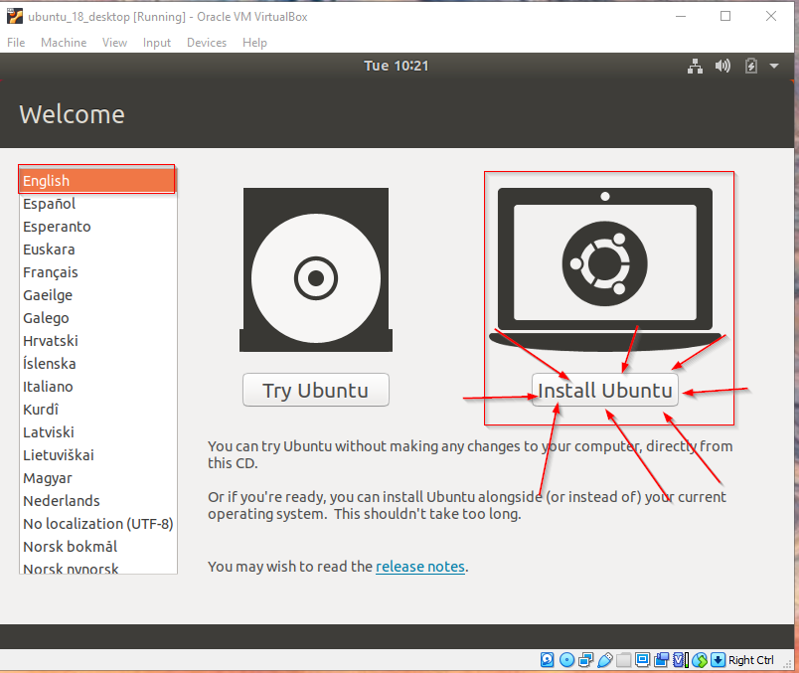 ubuntu_18_desktop [Running] - Oracle VM VirtualBox
File Machine View Input Devices Help
Tue 10:21
Welcome
English
Español
Esperanto
Euskara
Français
Gaeilge
Galego
Hrvatski
Íslenska
Italiano
Kurdî
Latviski
Lietuviškai
Magyar
Nederlands
No localization (UTF-8)
Norsk bokmål
Norsk nynorsk
Try Ubuntu
Install Ubuntu
You can try Ubuntu without making any changes to your computer, directly from
this CD.
Or if you're ready, you can install Ubuntu alongside (or instead of) your current
operating system. This shouldn't take too long.
You may wish to read the release notes.
Right Ctrl